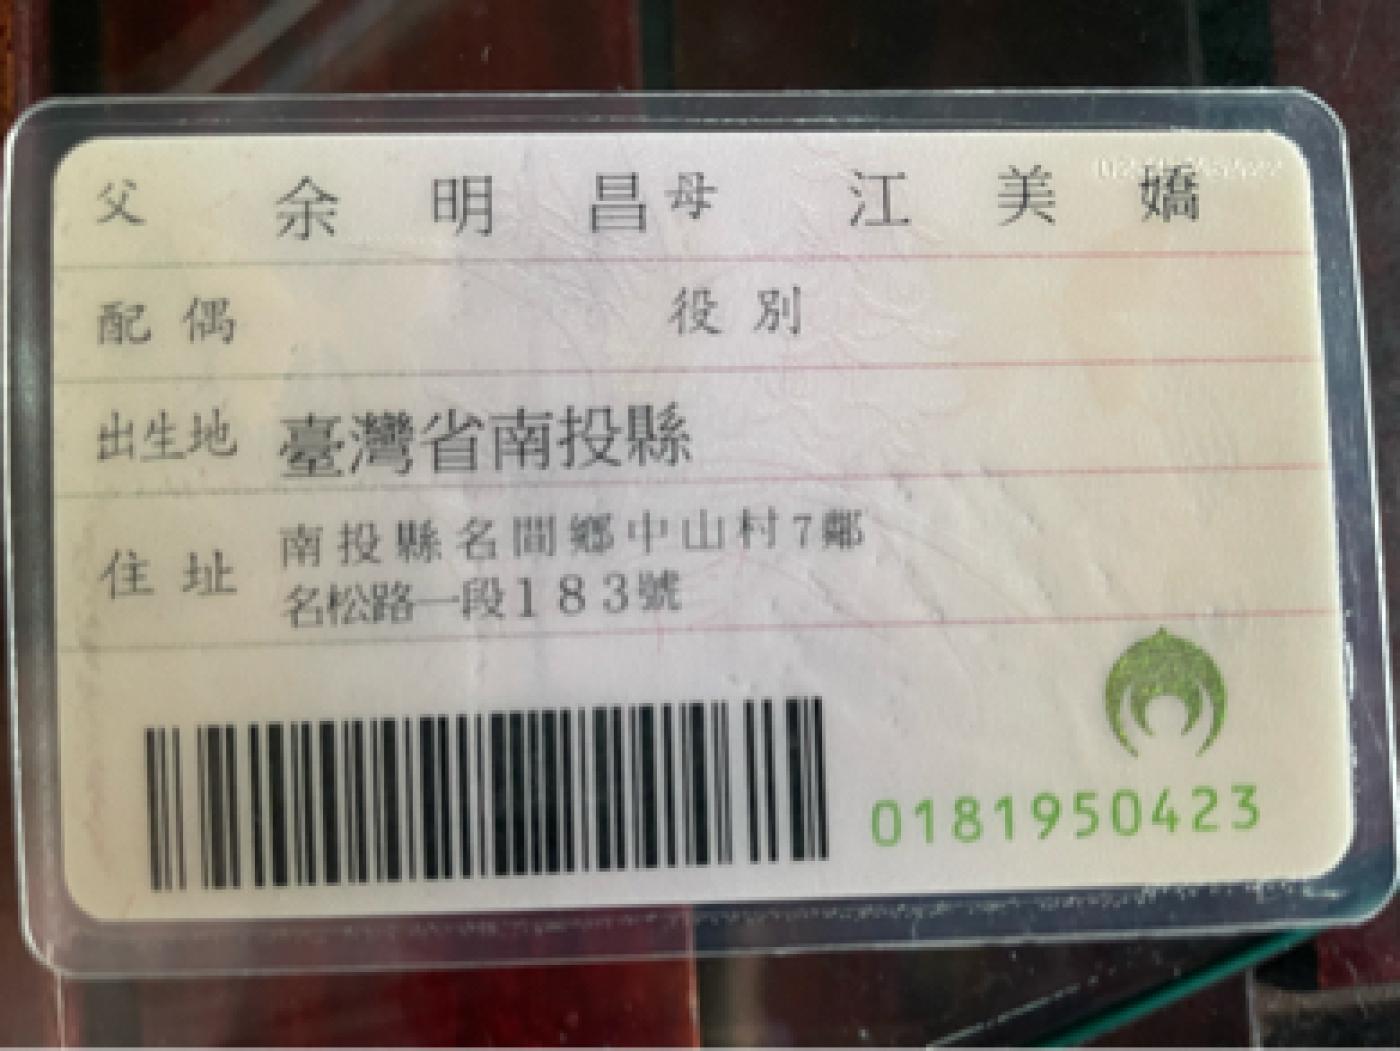 父 余明昌 母 江美嬌
配偶 役別
出生地 臺灣省南投縣
住址 南投縣名間鄉中山村7鄰
名松路一段183號
0181950423